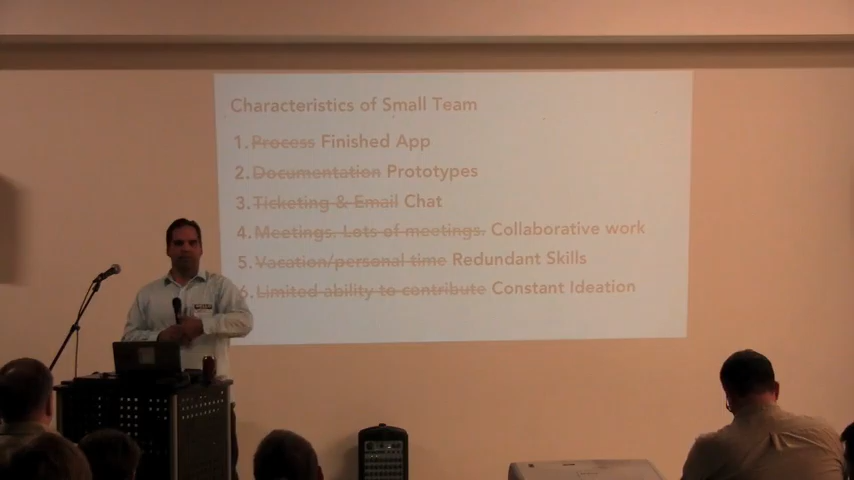 Characteristics of Small Team
1. Process Finished App
2. Documentation Prototypes
3. Ticketing & Email Chat
4. Meetings. Lots of meetings. Collaborative work
5. Vacation/personal time Redundant Skills
6. Limited ability to contribute Constant Ideation